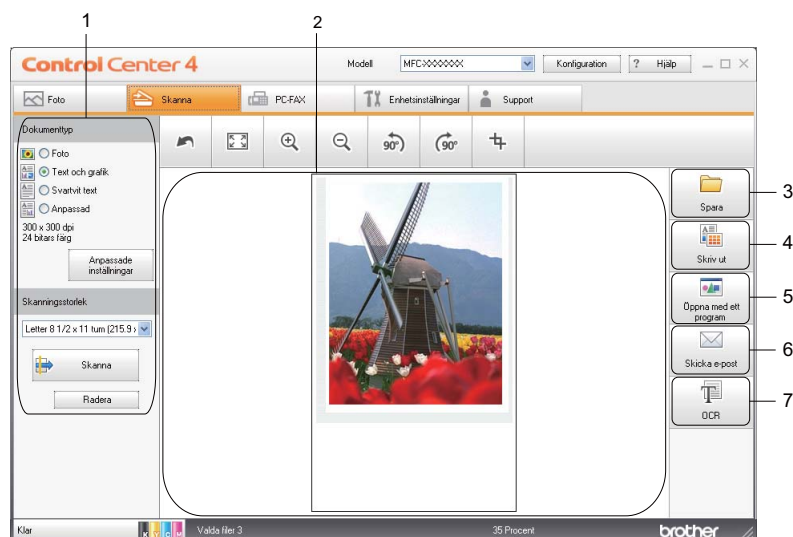 1
2
Control Center 4
Modell MFC-XXXXXXX Konfiguration ? Hjälp
Foto Skanna PC-FAX Enhetsinställningar Support
Dokumenttyp
Foto
Text och grafik
Svartvit text
Anpassad
300 x 300 dpi
24 bitars färg
Anpassade
inställningar
Skanningsstorlek
Letter 8 1/2 x 11 tum (215.9 x
Skanna
Radera
90° 90°
Spara
3
Skriv ut
4
Öppna med ett
program
5
Skicka e-post
6
OCR
7
Klar K Y C M Valda filer 3 35 Procent brother